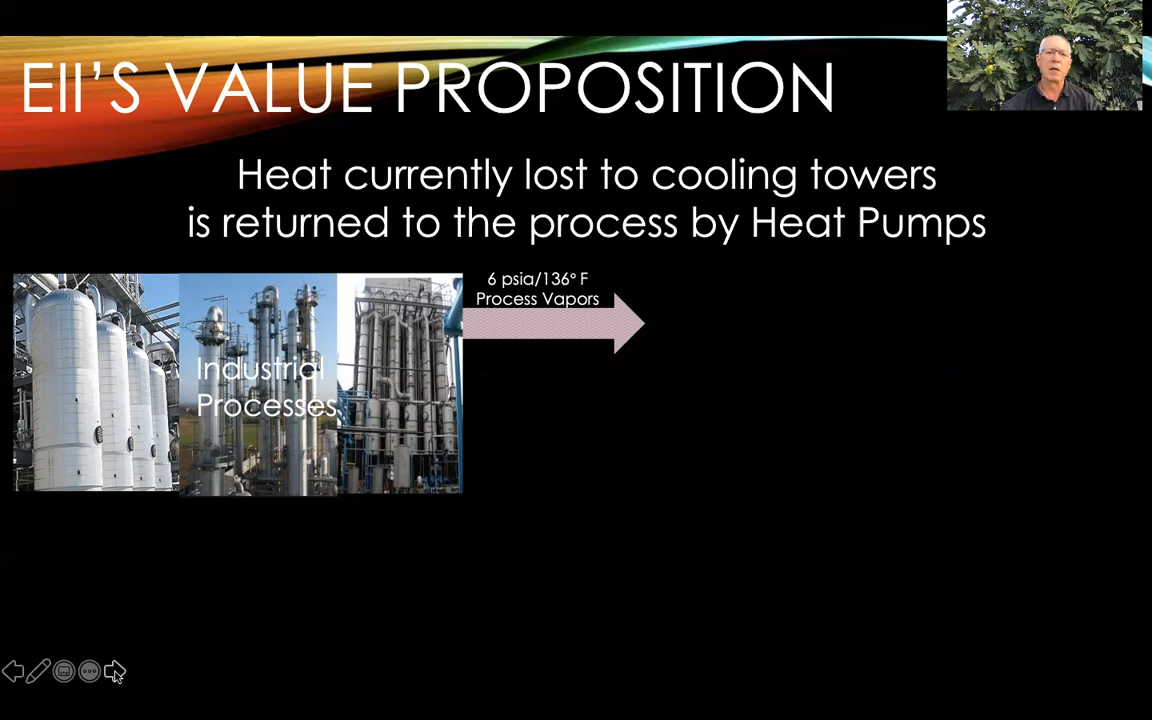 EII'S VALUE PROPOSITION
Heat currently lost to cooling towers
is returned to the process by Heat Pumps
6 psia/136° F
Process Vapors
Industrial
Processes